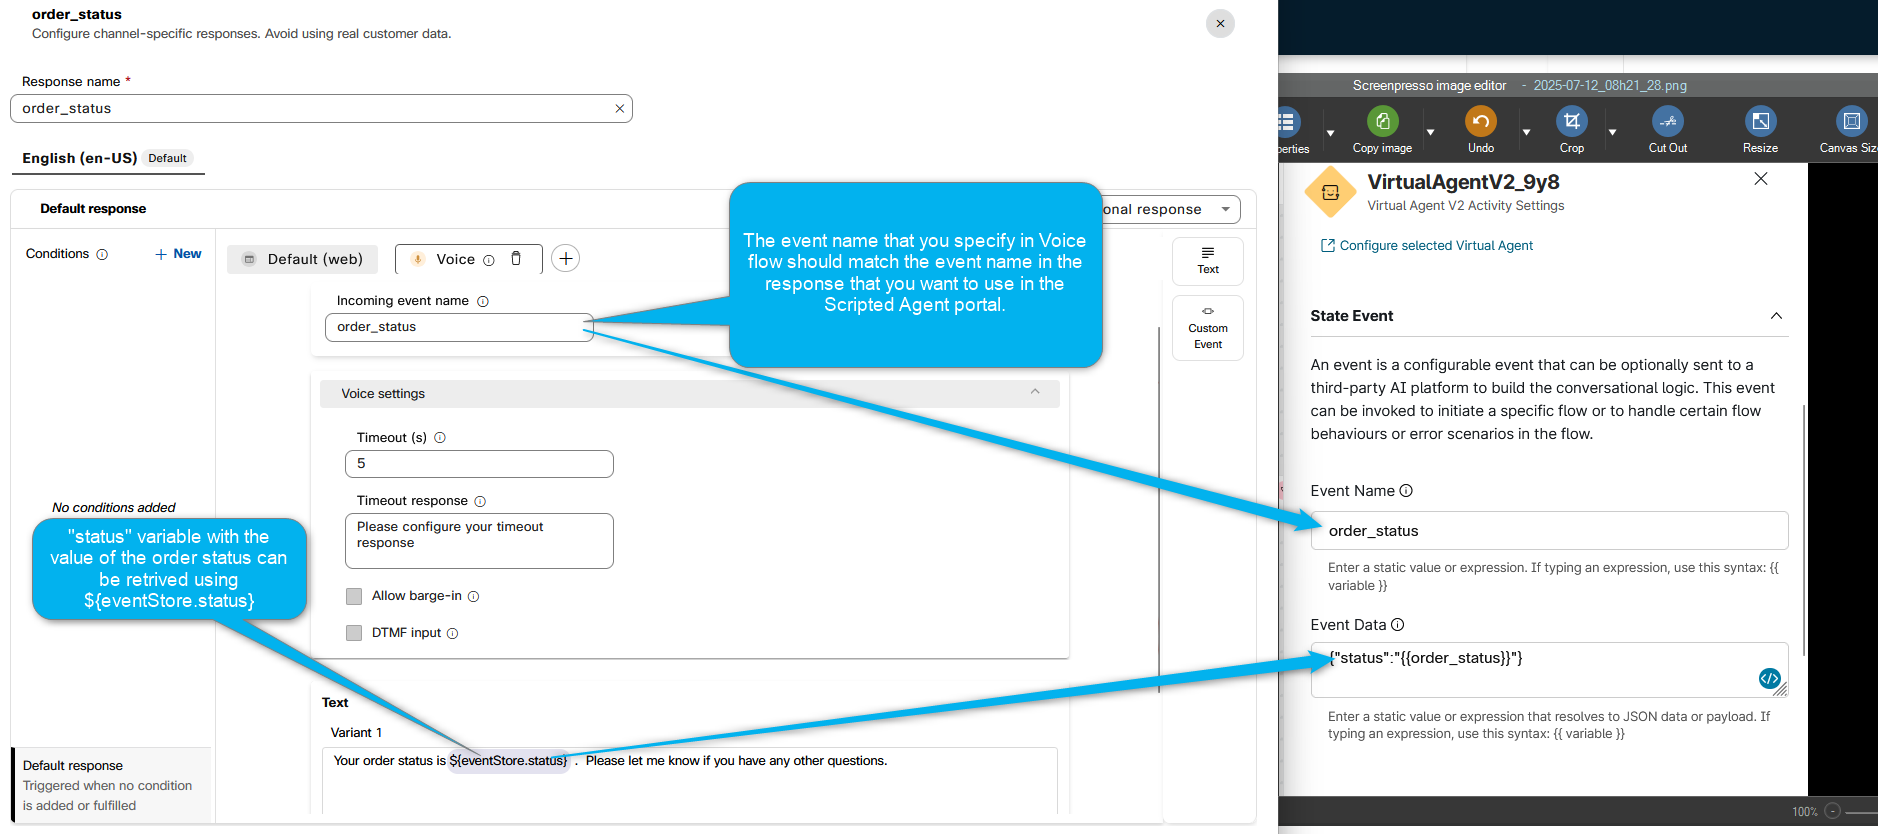 order_status
Configure channel-specific responses. Avoid using real customer data.
Response name *
order_status
English (en-US) Default
Default response
onal response
Conditions
New
Default (web)
Voice
Incoming event name
order_status
Voice settings
Timeout (s)
5
Timeout response
Please configure your timeout
response
Allow barge-in
DTMF input
No conditions added
Text
Variant 1
Your order status is ${eventStore.status} . Please let me know if you have any other questions.
Default response
Triggered when no condition
is added or fulfilled
Text
Custom
Event
The event name that you specify in Voice
flow should match the event name in the
response that you want to use in the
Scripted Agent portal.
"status" variable with the
value of the order status can
be retrived using
${eventStore.status}
Screenpresso image editor - 2025-07-12_08h21_28.png
perties
Copy image
Undo
Crop
Cut Out
Resize
Canvas Siz
VirtualAgentV2_9y8
Virtual Agent V2 Activity Settings
Configure selected Virtual Agent
State Event
An event is a configurable event that can be optionally sent to a
third-party AI platform to build the conversational logic. This event
can be invoked to initiate a specific flow or to handle certain flow
behaviours or error scenarios in the flow.
Event Name
order_status
Enter a static value or expression. If typing an expression, use this syntax: {{
variable }}
Event Data
{"status":"{{order_status}}"}
Enter a static value or expression that resolves to JSON data or payload. If
typing an expression, use this syntax: {{ variable }}
100%